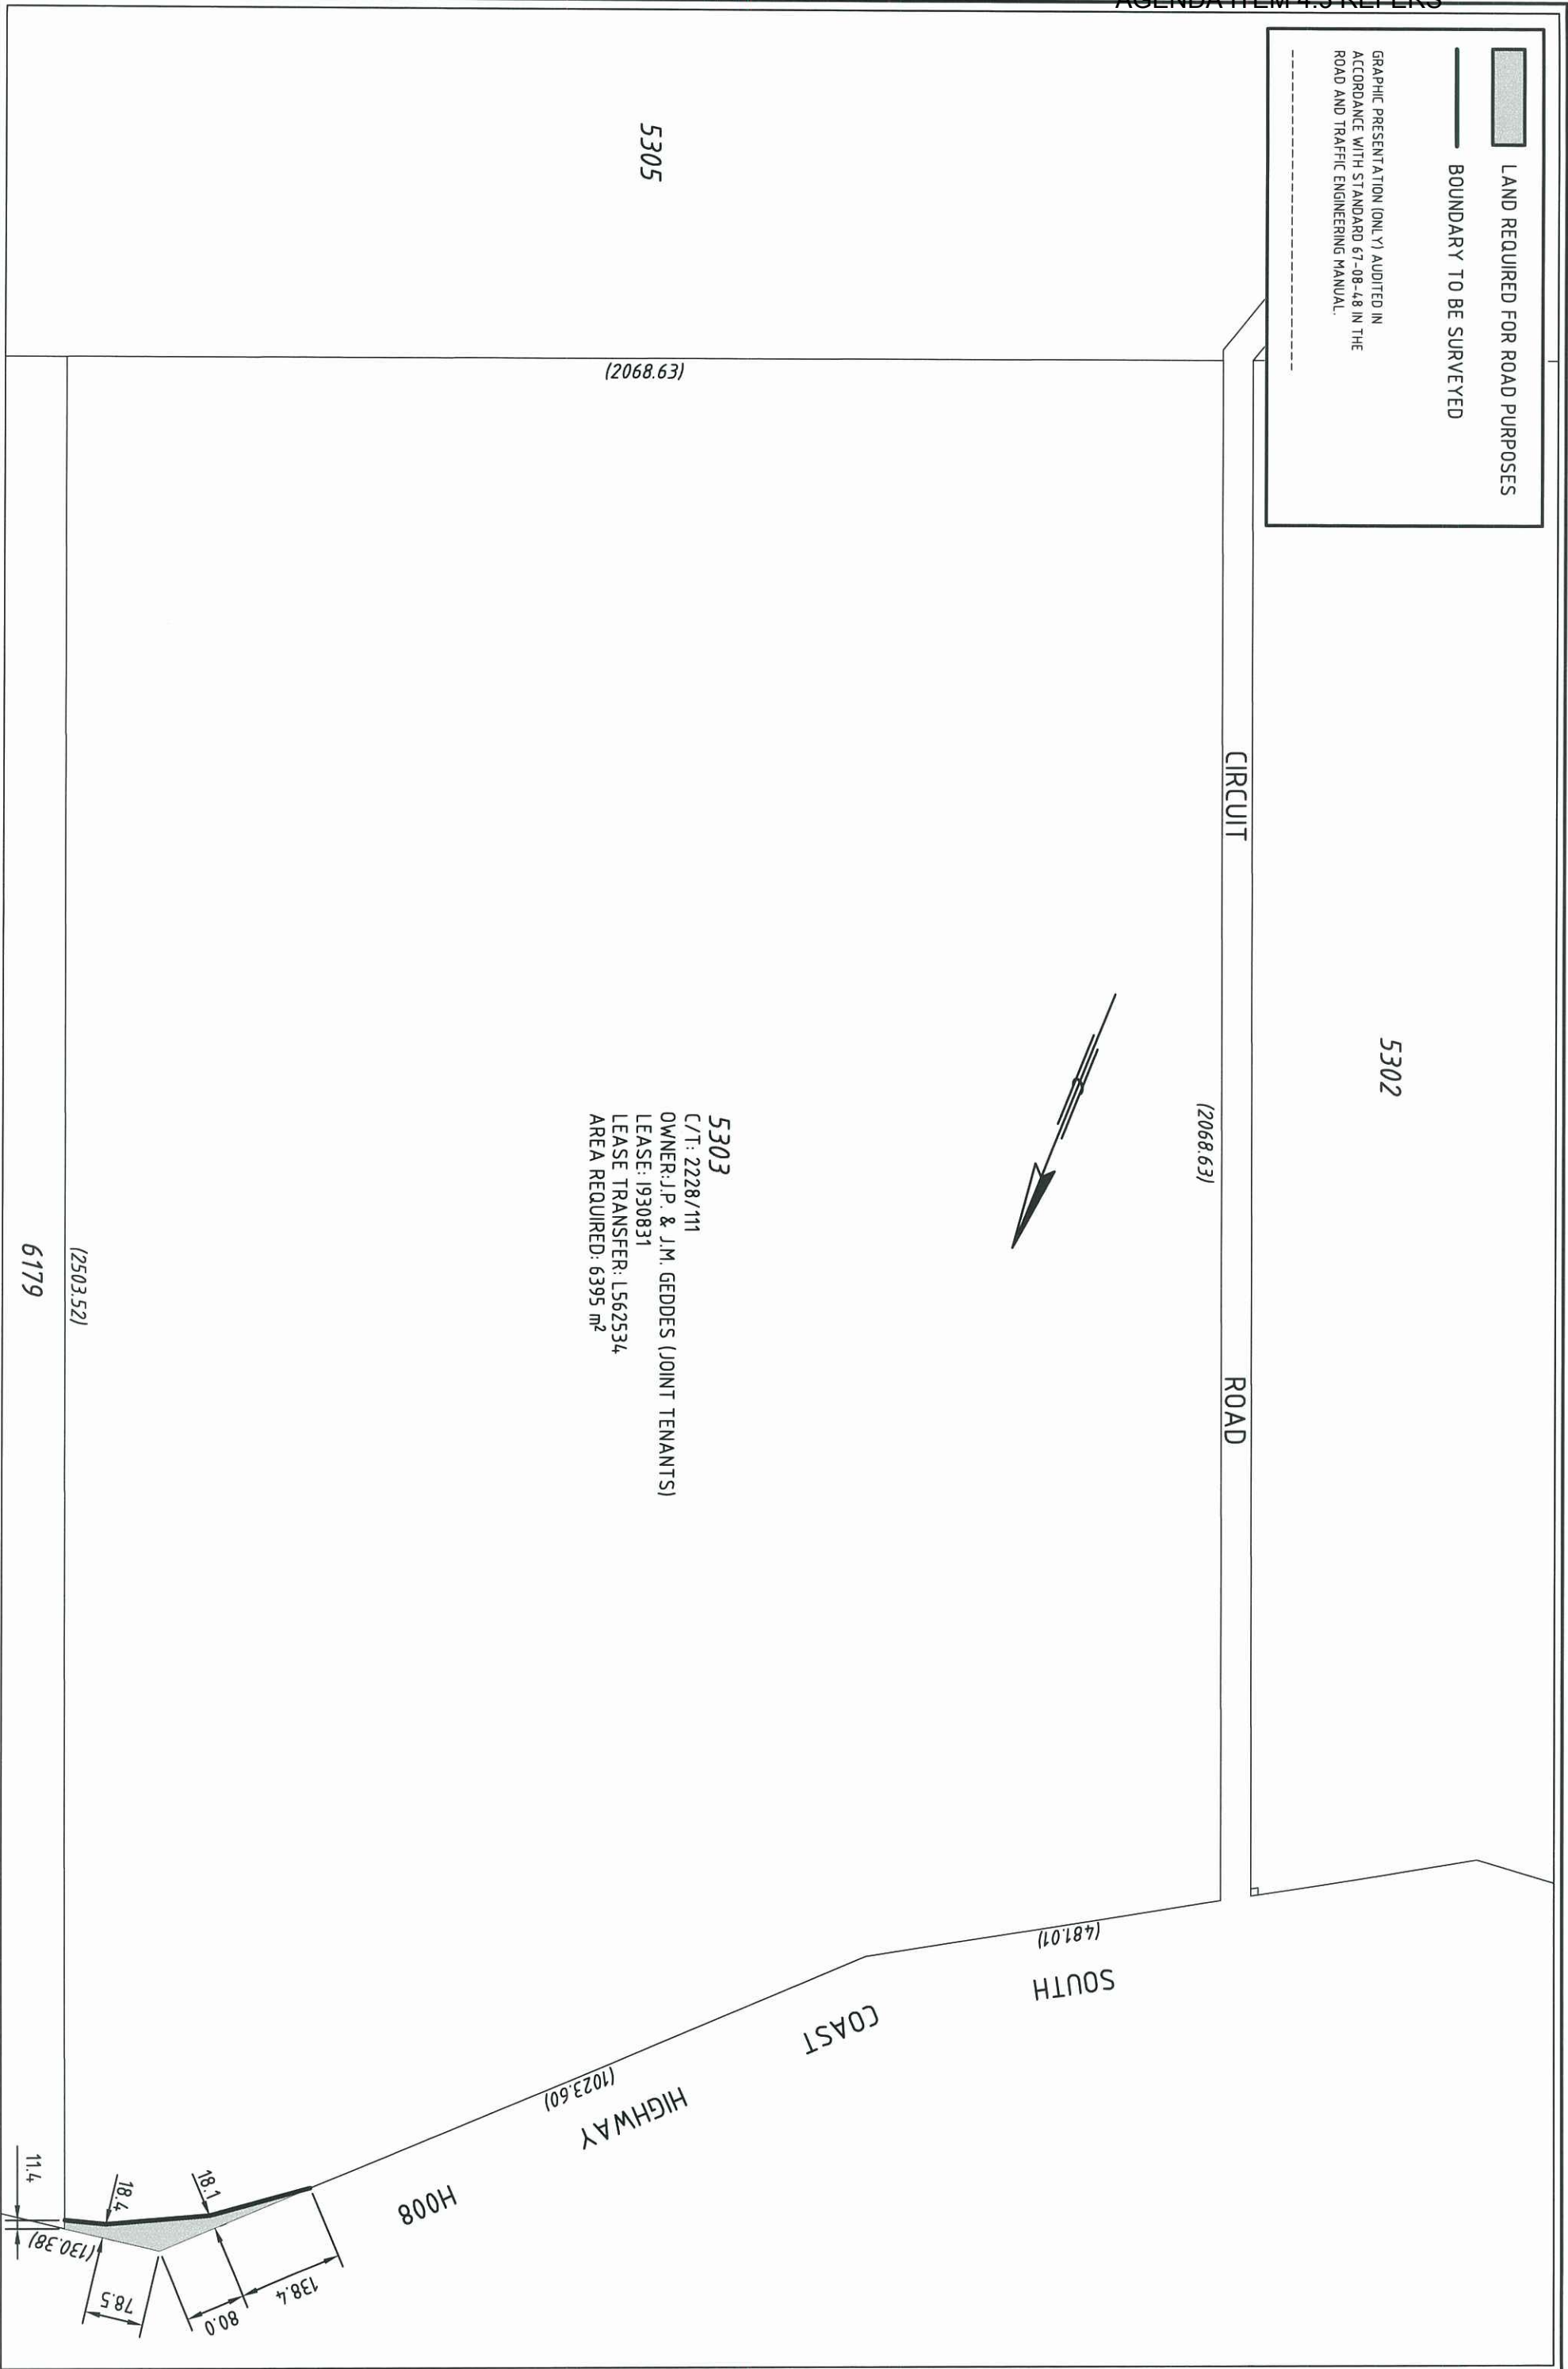 AGENDA ITEM 4.3 REFERS
LAND REQUIRED FOR ROAD PURPOSES
BOUNDARY TO BE SURVEYED
GRAPHIC PRESENTATION (ONLY) AUDITED IN
ACCORDANCE WITH STANDARD 67-08-48 IN THE
ROAD AND TRAFFIC ENGINEERING MANUAL.
5305
(2068.63)
CIRCUIT
ROAD
5302
(2068.63)
5303
C/T: 2228/111
OWNER:J.P. & J.M. GEDDES (JOINT TENANTS)
LEASE: I930831
LEASE TRANSFER: L562534
AREA REQUIRED: 6395 m²
(2503.52)
6179
(481.01)
SOUTH
COAST
(1023.60)
HIGHWAY
H008
18.1
18.4
11.4
(130.38)
138.4
80.0
78.5